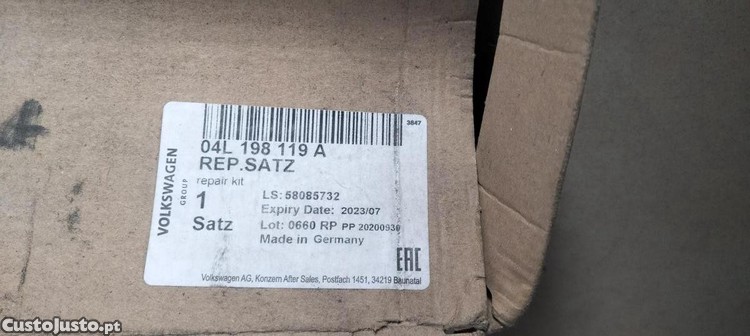 3647
04L 198 119 A
REP.SATZ
repair kit
VOLKSWAGEN
GROUP
1
Satz
LS: 58085732
Expiry Date: 2023/07
Lot: 0660 RP PP 20200930
Made in Germany
EAC
Volkswagen AG, Konzern After Sales, Postfach 1451, 34219 Baunatal
CustoJusto.pt